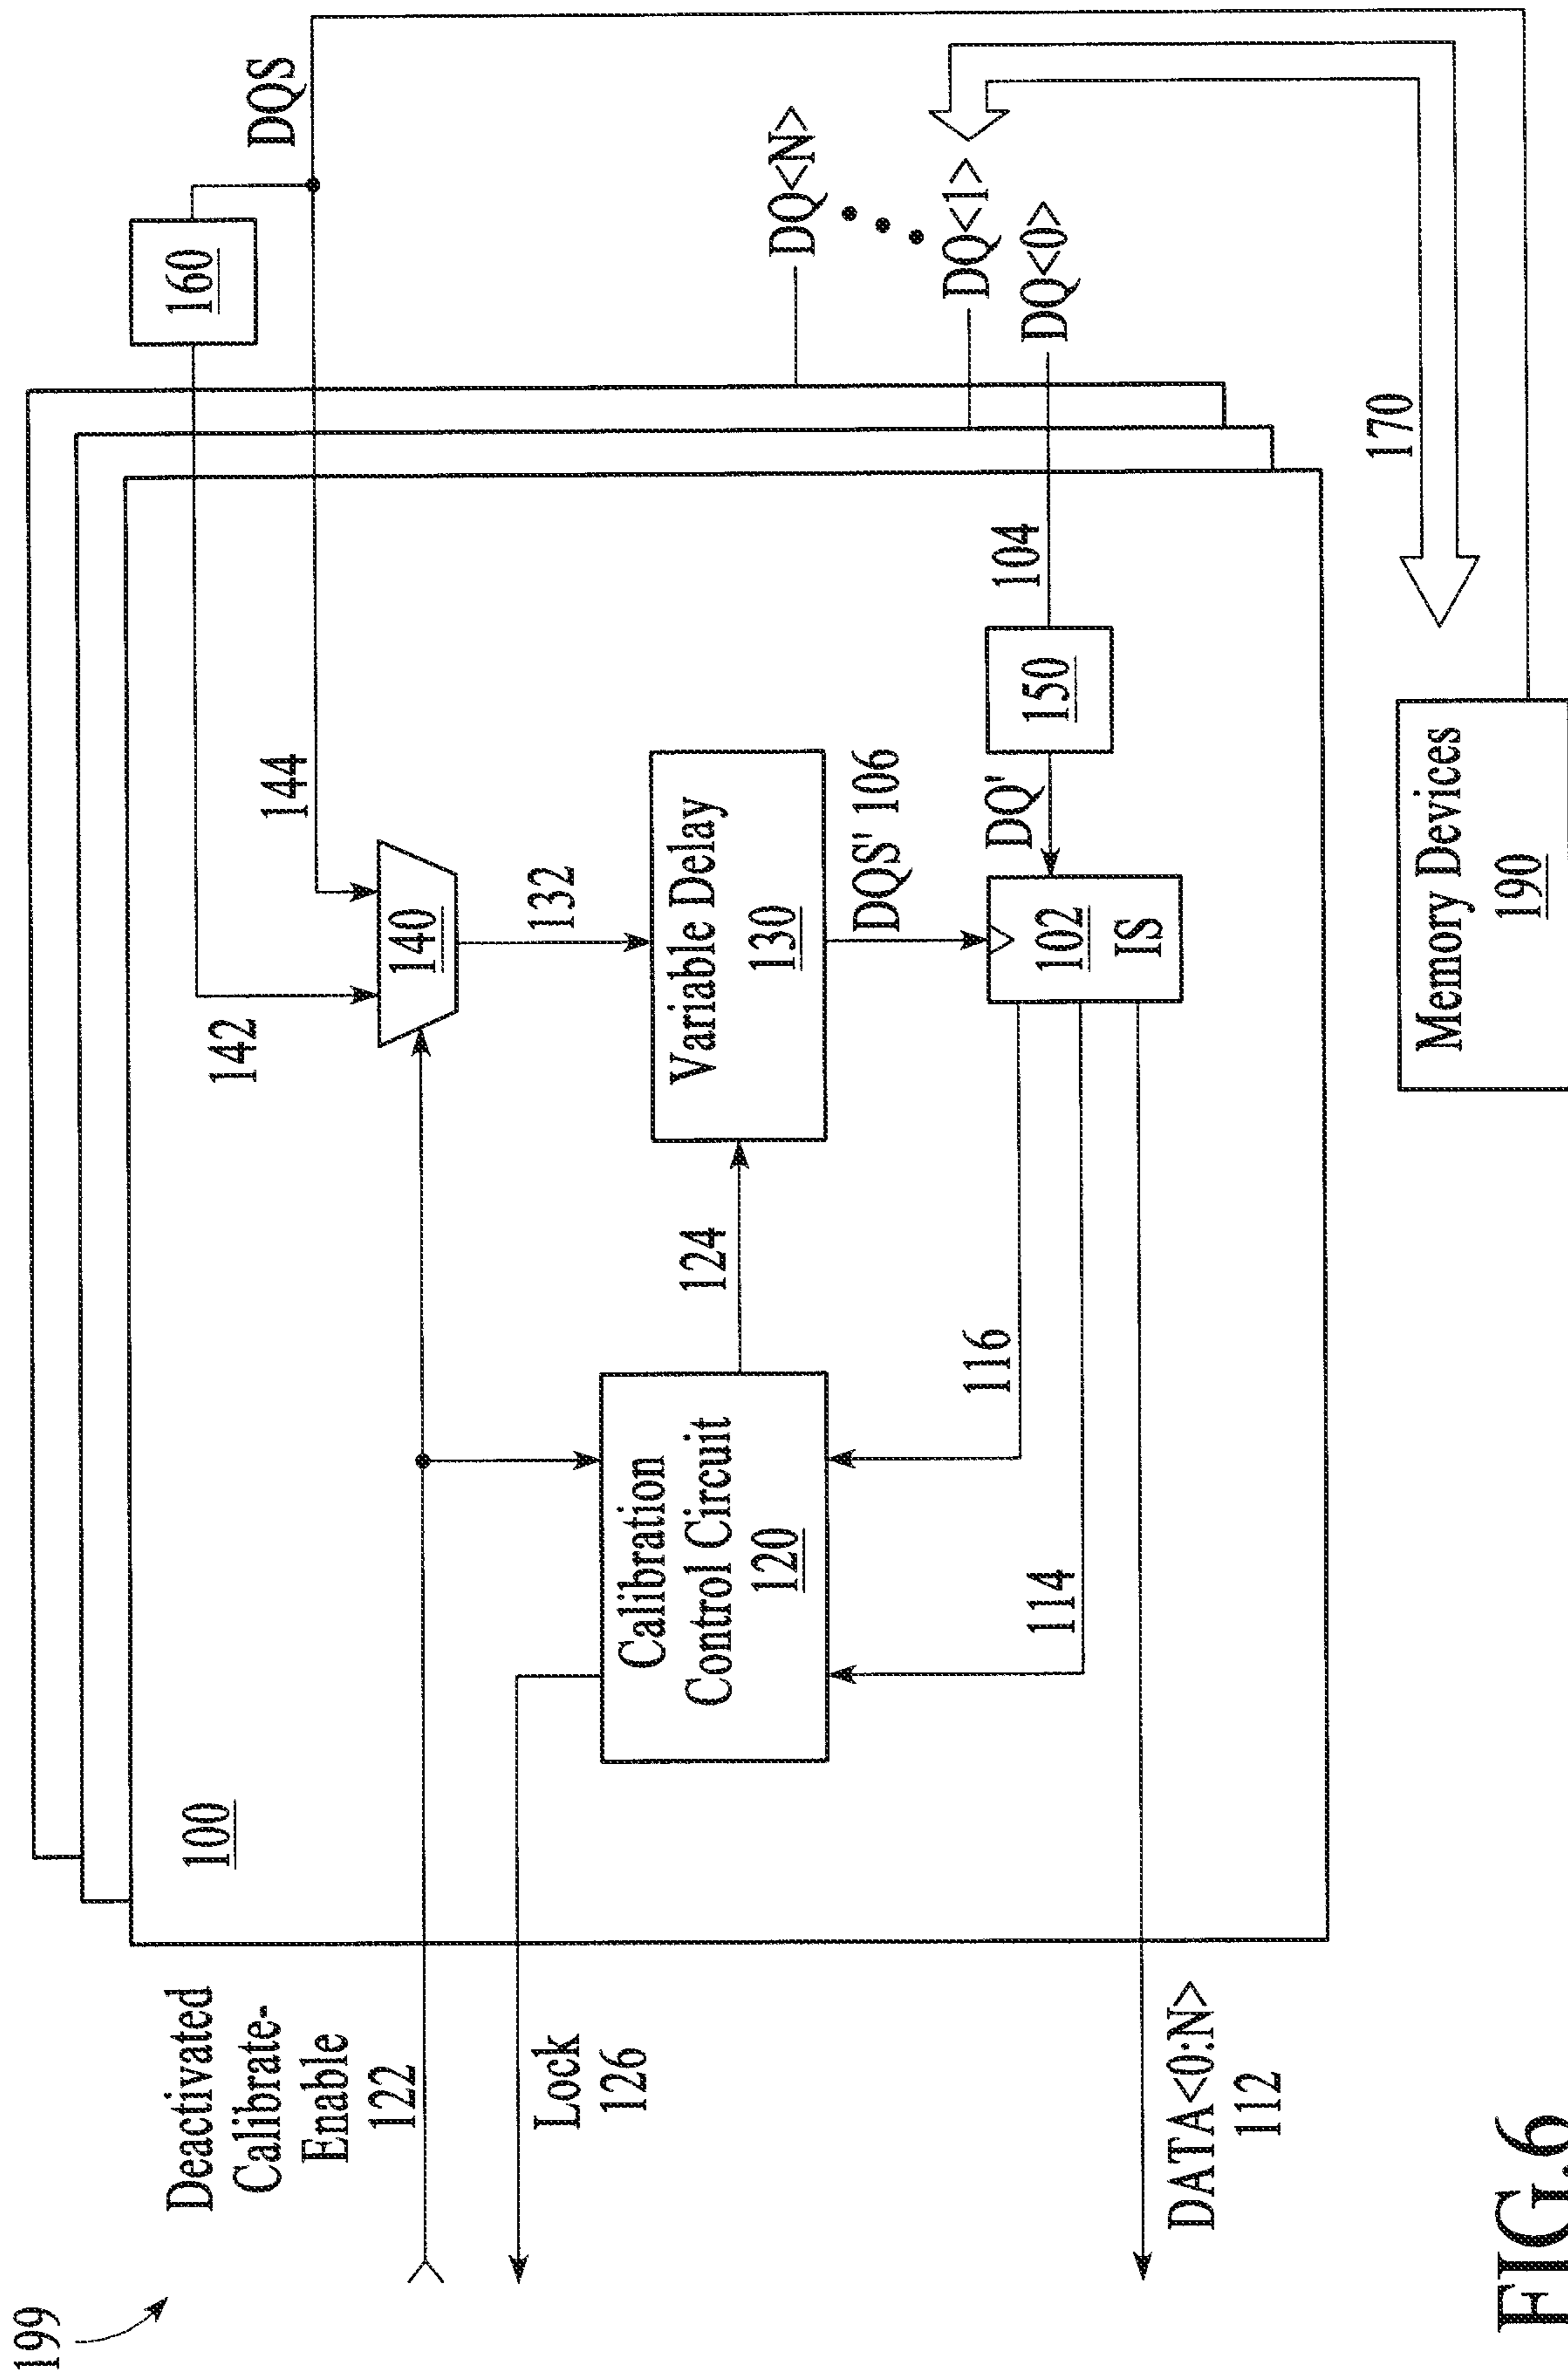 199
Deactivated
Calibrate-
Enable
122
Lock
126
DATA<0:N>
112
100
Calibration
Control Circuit
120
124
116
114
142
144
140
132
Variable Delay
130
DQS' 106
DQ'
102
IS
150
104
160
DQS
DQ<N>
DQ<1>
DQ<0>
170
Memory Devices
190
FIG.6